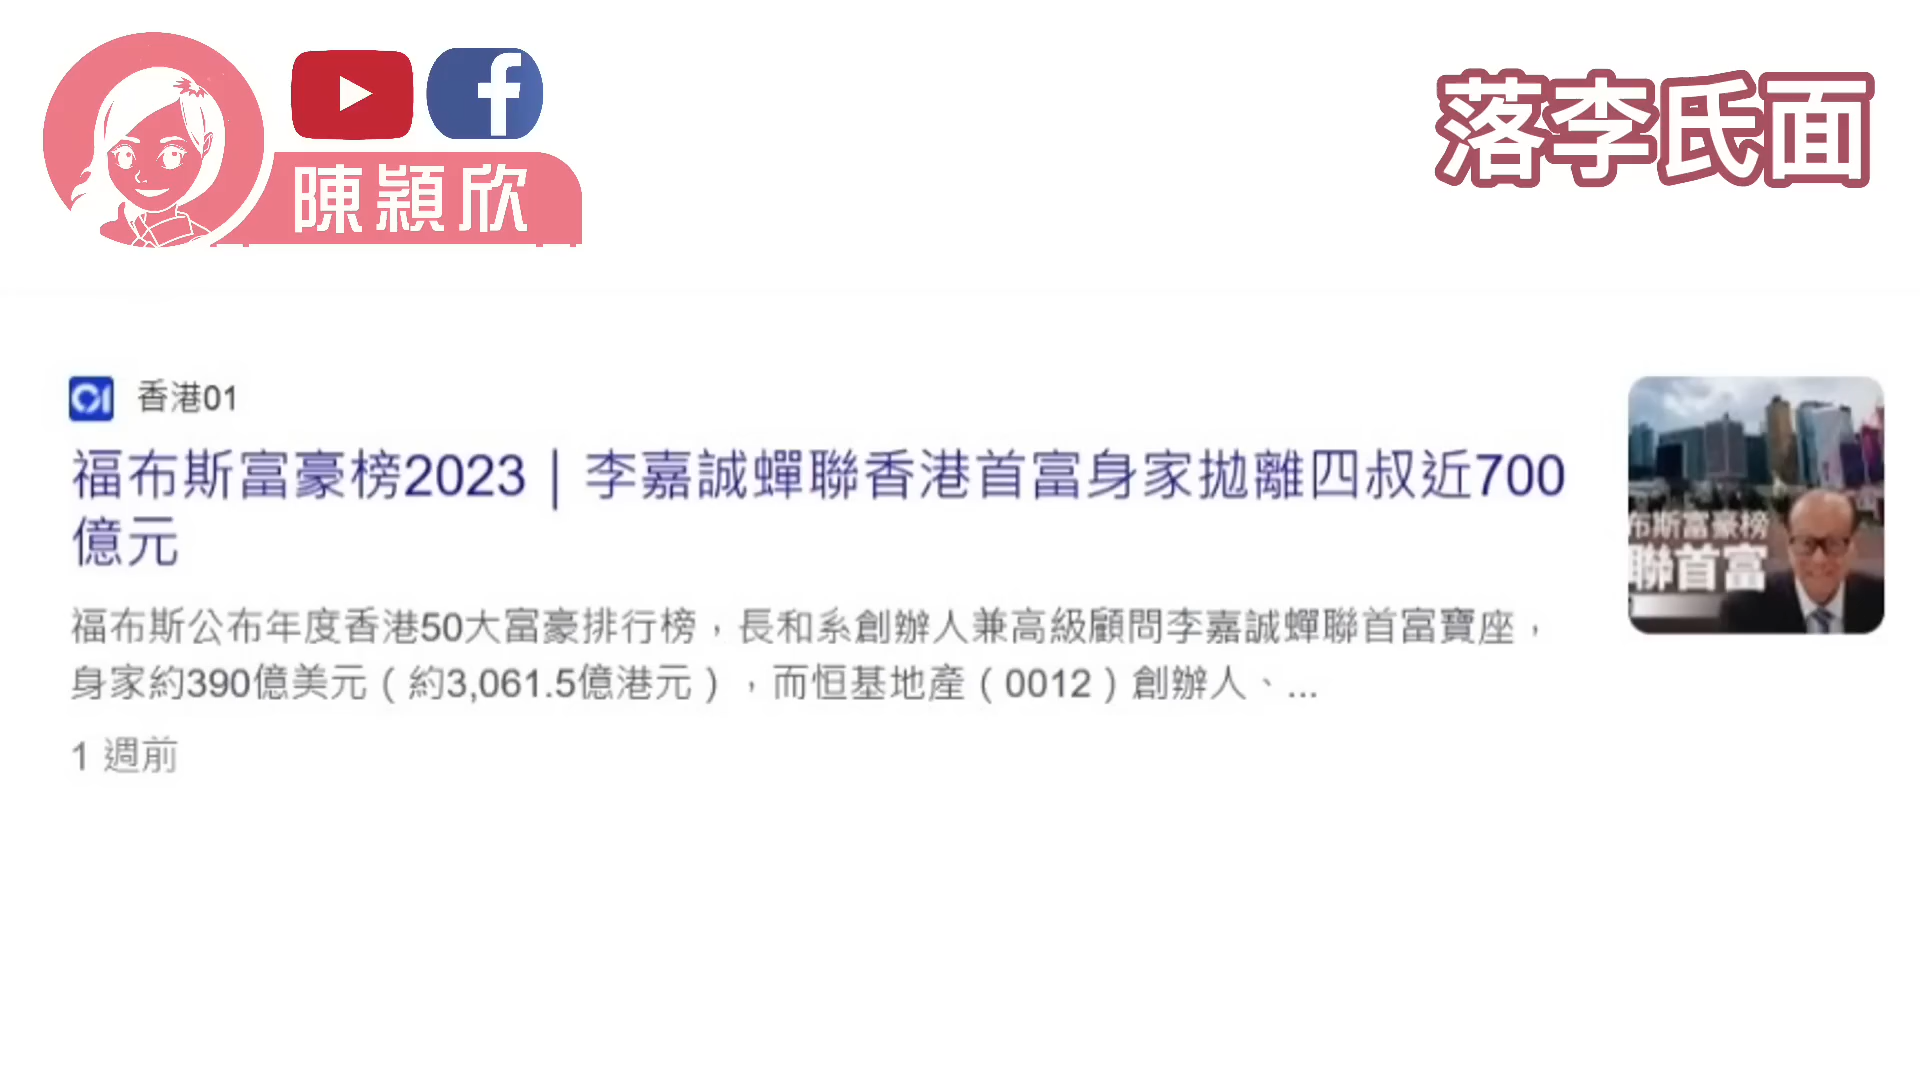 陳穎欣
落李氏面
香港01
福布斯富豪榜2023｜李嘉誠蟬聯香港首富身家拋離四叔近700
億元
福布斯公布年度香港50大富豪排行榜，長和系創辦人兼高級顧問李嘉誠蟬聯首富寶座，
身家約390億美元（約3,061.5億港元），而恒基地產（0012）創辦人、...
1 週前
布斯富豪榜
聯首富